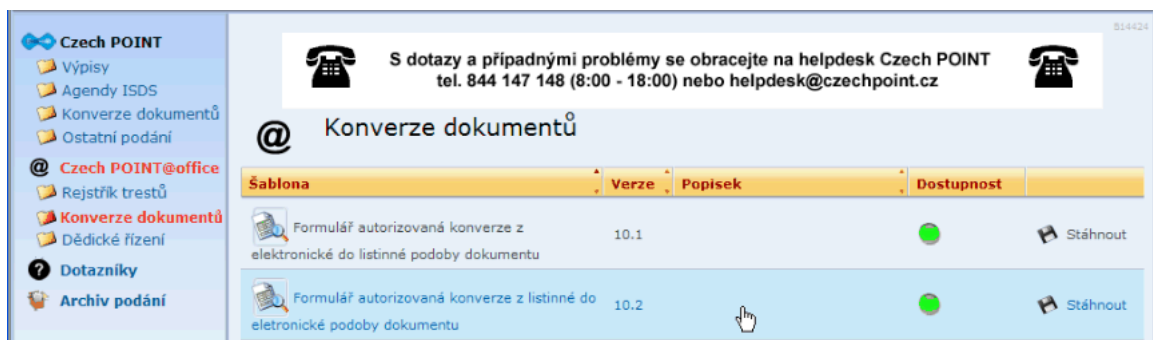 Czech POINT
Výpisy
Agendy ISDS
Konverze dokumentů
Ostatní podání
@ Czech POINT@office
Rejstřík trestů
Konverze dokumentů
Dědické řízení
? Dotazníky
Archiv podání
514424
S dotazy a případnými problémy se obracejte na helpdesk Czech POINT
tel. 844 147 148 (8:00 - 18:00) nebo helpdesk@czechpoint.cz
@ Konverze dokumentů
Šablona Verze Popisek Dostupnost
Formulář autorizovaná konverze z
elektronické do listinné podoby dokumentu
10.1
Stáhnout
Formulář autorizovaná konverze z listinné do
eletronické podoby dokumentu
10.2
Stáhnout